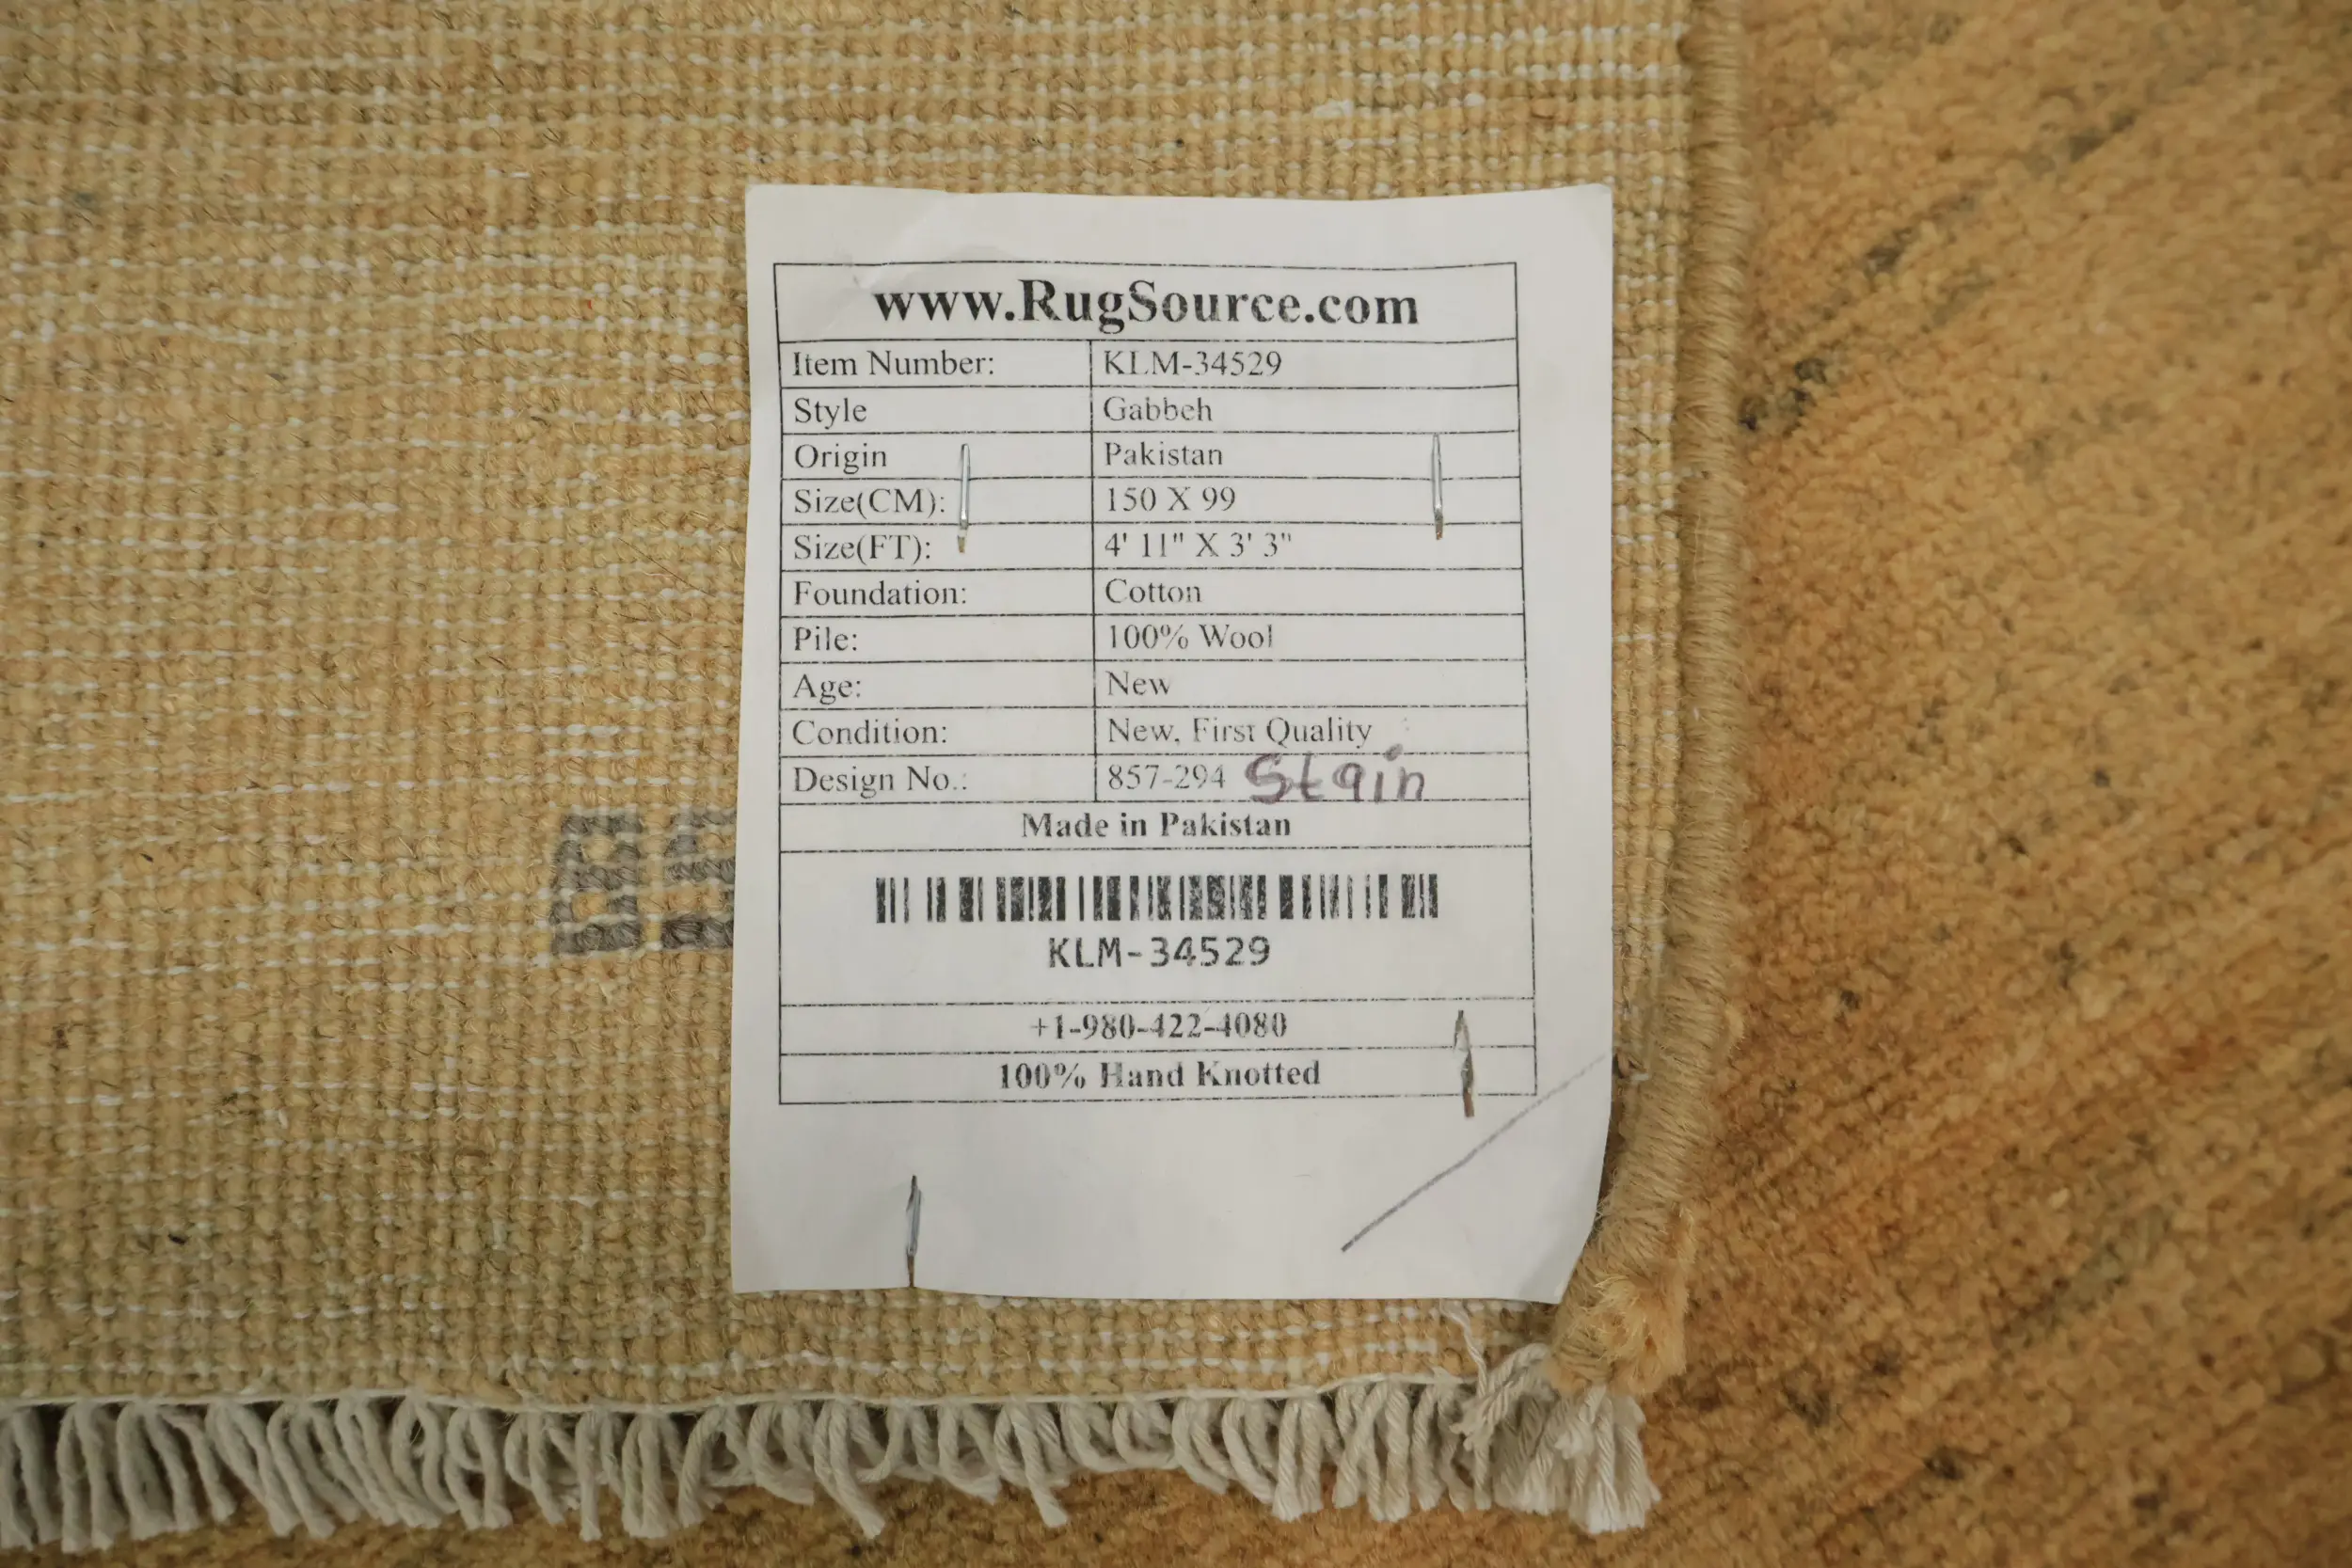 www.RugSource.com
Item Number: KLM-34529
Style Gabbeh
Origin Pakistan
Size(CM): 150 X 99
Size(FT): 4' 11" X 3' 3"
Foundation: Cotton
Pile: 100% Wool
Age: New
Condition: New, First Quality
Design No.: 857-294 Stain
Made in Pakistan
KLM-34529
+1-980-422-4080
100% Hand Knotted